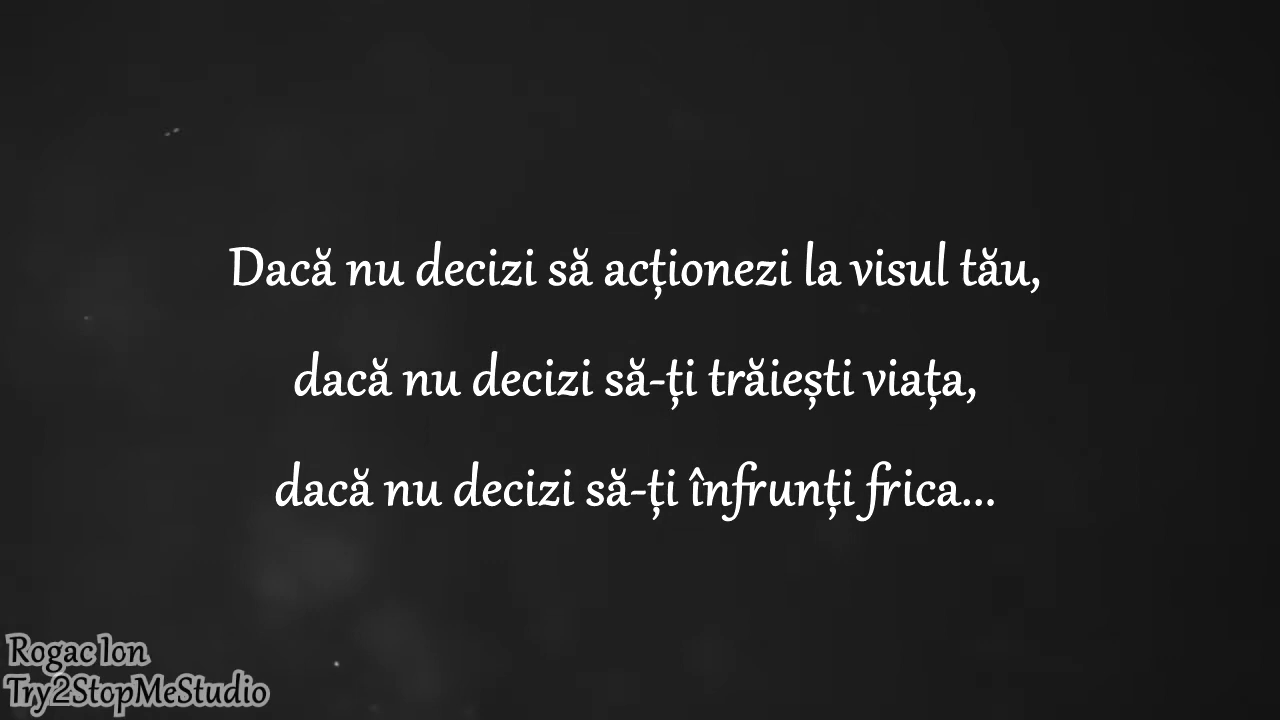 Dacă nu decizi să acționezi la visul tău,
dacă nu decizi să-ți trăiești viața,
dacă nu decizi să-ți înfrunți frica...
Rogac Ion
Try2StopMeStudio